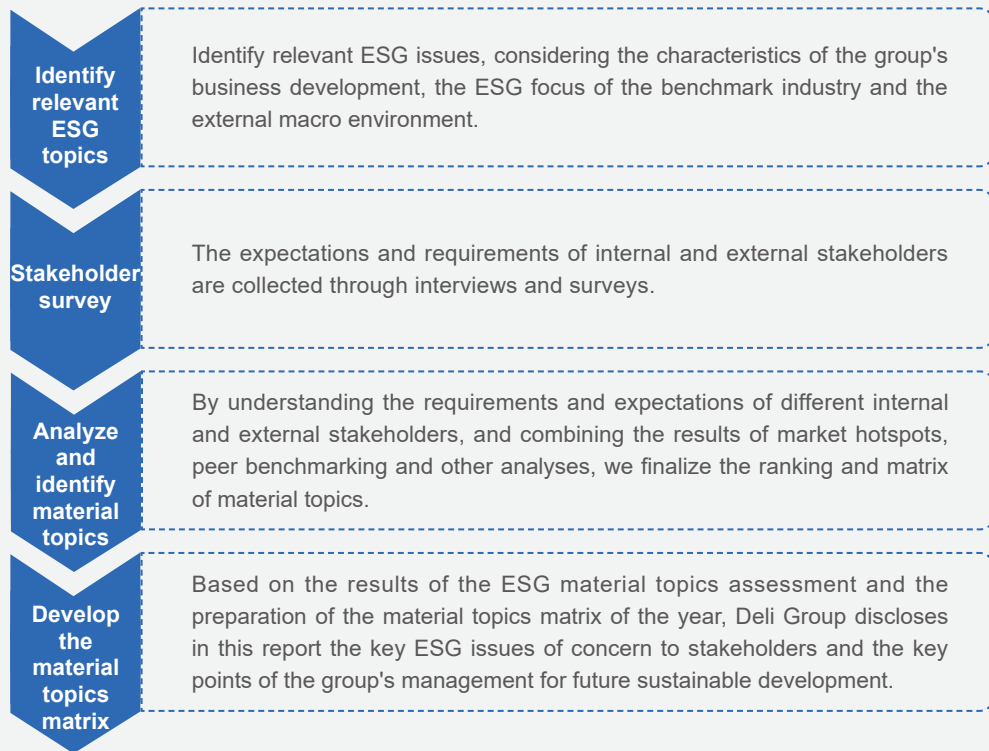 Identify
relevant
ESG
topics
Identify relevant ESG issues, considering the characteristics of the group's
business development, the ESG focus of the benchmark industry and the
external macro environment.
Stakeholder
survey
The expectations and requirements of internal and external stakeholders
are collected through interviews and surveys.
Analyze
and
identify
material
topics
By understanding the requirements and expectations of different internal
and external stakeholders, and combining the results of market hotspots,
peer benchmarking and other analyses, we finalize the ranking and matrix
of material topics.
Develop
the
material
topics
matrix
Based on the results of the ESG material topics assessment and the
preparation of the material topics matrix of the year, Deli Group discloses
in this report the key ESG issues of concern to stakeholders and the key
points of the group's management for future sustainable development.